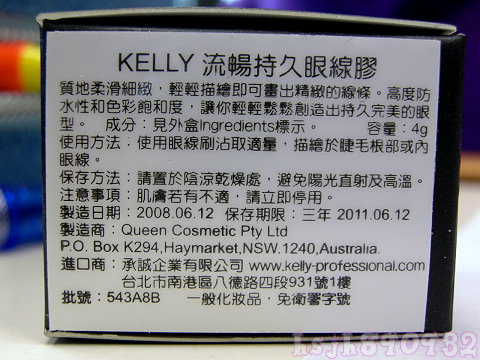 KELLY 流暢持久眼線膠
質地柔滑細緻，輕輕描繪即可畫出精緻的線條。高度防
水性和色彩飽和度，讓你輕輕鬆鬆創造出持久完美的眼
型。 成分：見外盒Ingredients標示。 容量：4g
使用方法：使用眼線刷沾取適量，描繪於睫毛根部或內
眼線。
保存方法：請置於陰涼乾燥處，避免陽光直射及高溫。
注意事項：肌膚若有不適，請立即停用。
製造日期：2008.06.12 保存期限：三年 2011.06.12
製造商：Queen Cosmetic Pty Ltd
P.O. Box K294,Haymarket,NSW.1240,Australia.
進口商：承誠企業有限公司 www.kelly-professional.com
台北市南港區八德路四段931號1樓
批號：543A8B 一般化妝品，免衛署字號
hsjh890932